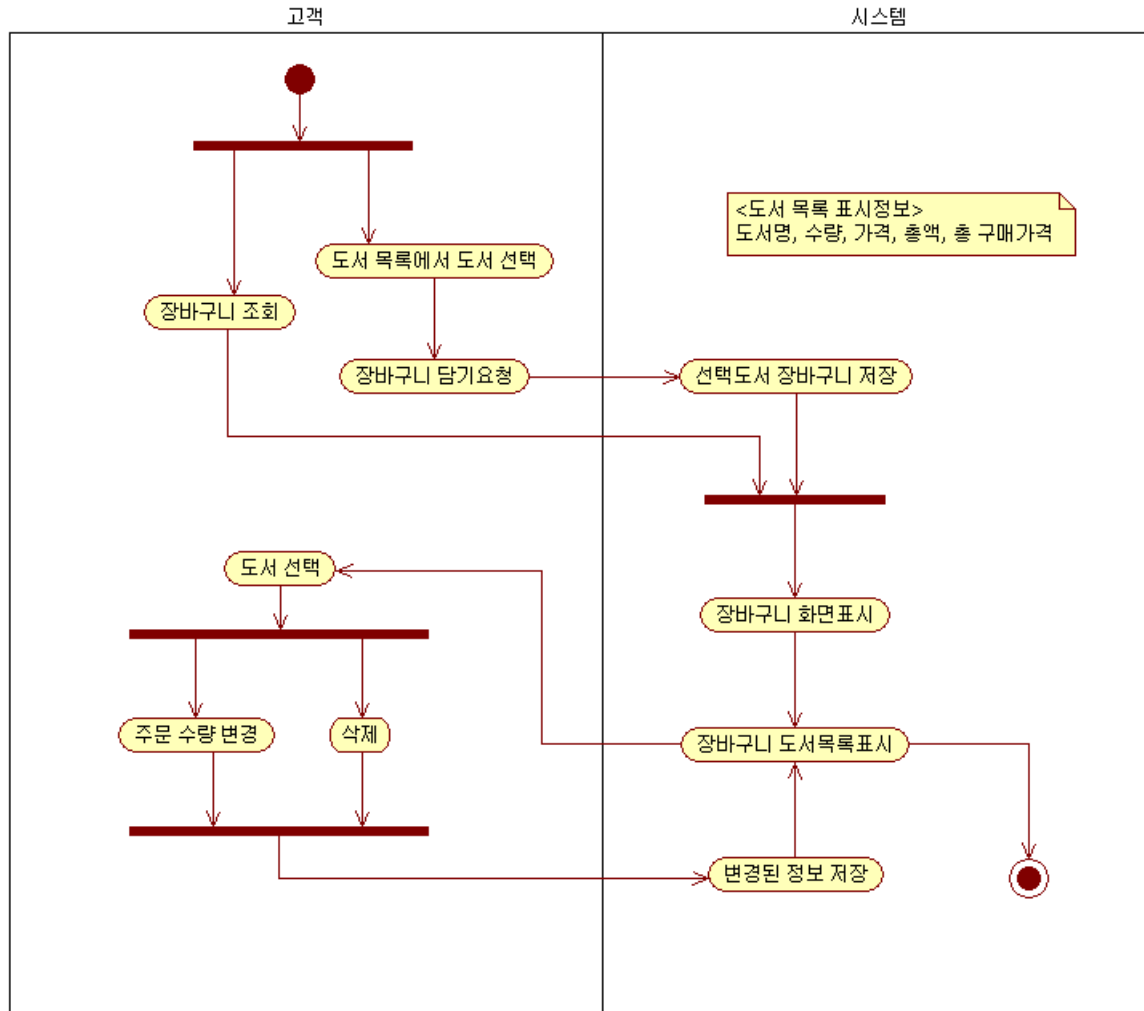 고객
시스템
<도서 목록 표시정보>
도서명, 수량, 가격, 총액, 총 구매가격
도서 목록에서 도서 선택
장바구니 조회
장바구니 담기요청
선택도서 장바구니 저장
도서 선택
장바구니 화면표시
주문 수량 변경
삭제
장바구니 도서목록표시
변경된 정보 저장